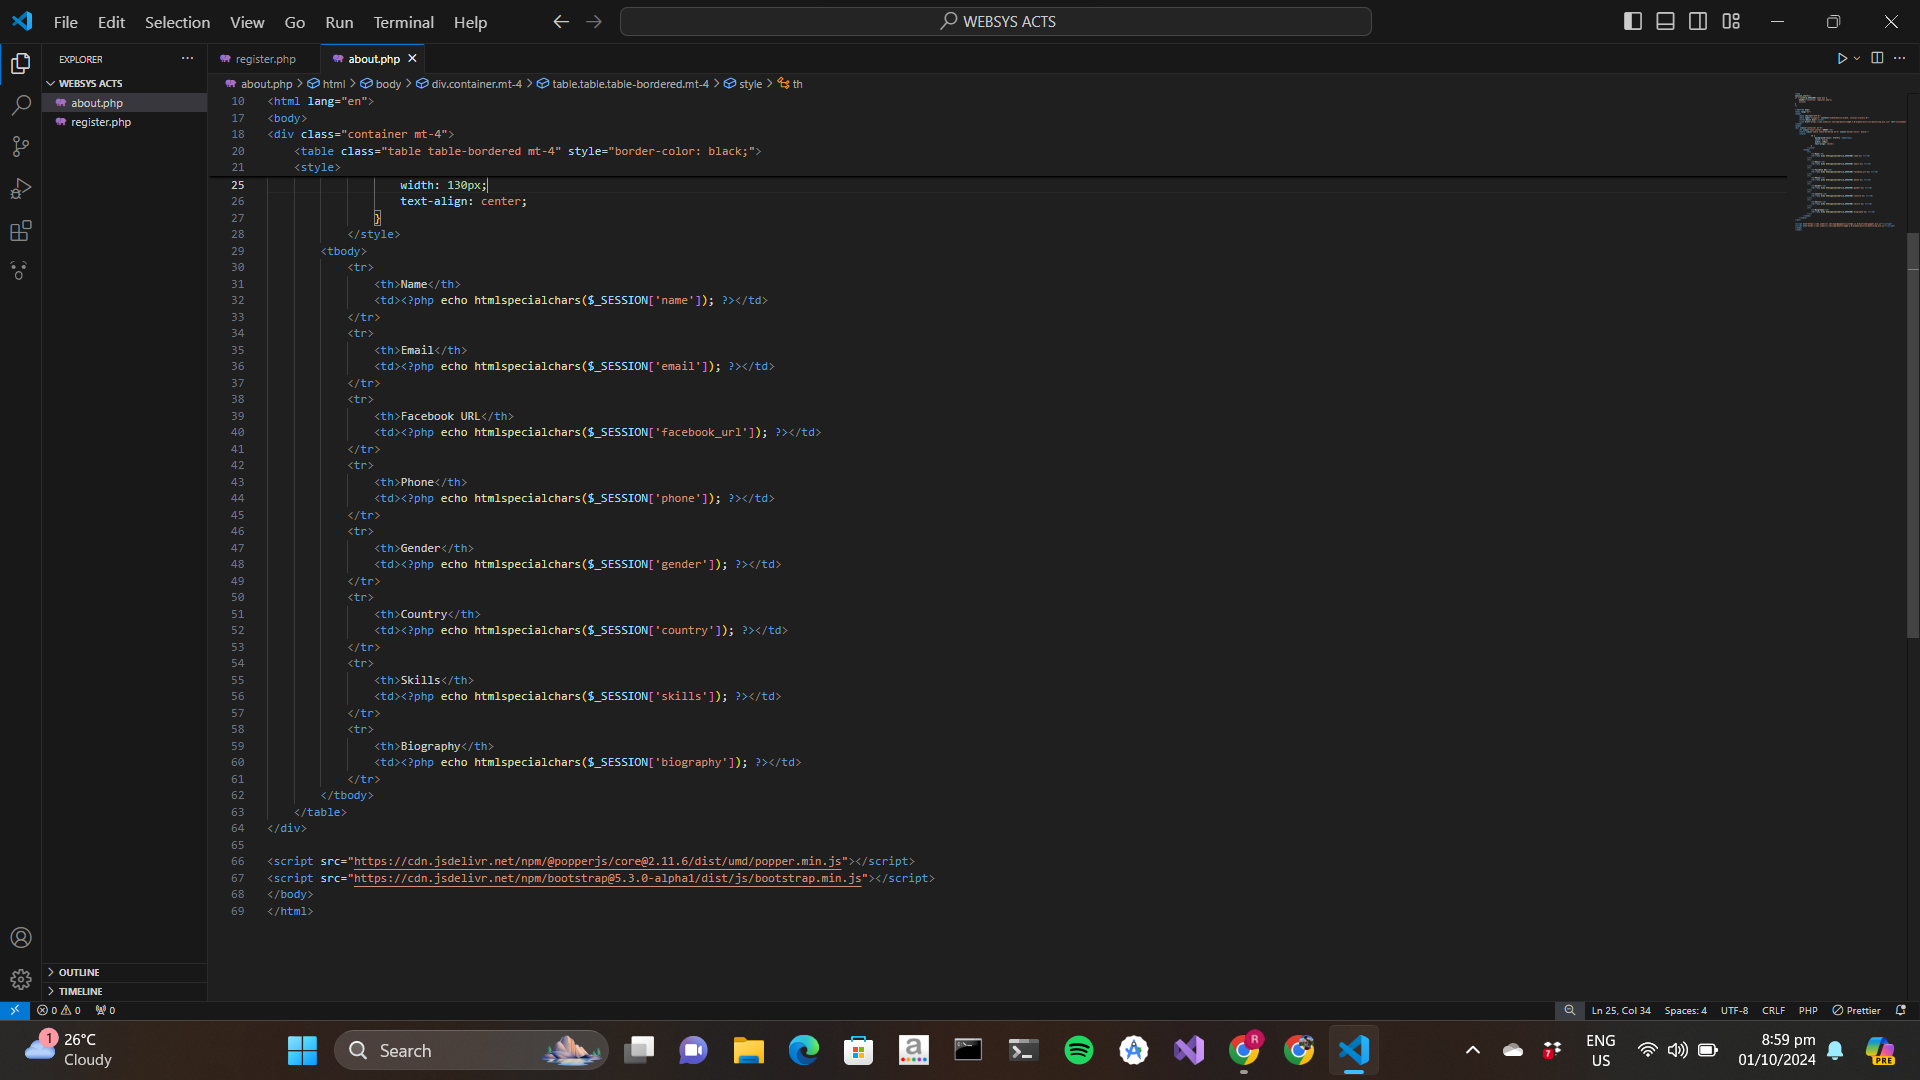 File Edit Selection View Go Run Terminal Help
WEBSYS ACTS
EXPLORER
WEBSYS ACTS
about.php
register.php
register.php about.php
about.php > html > body > div.container.mt-4 > table.table.table-bordered.mt-4 > style > th
10 <html lang="en">
17 <body>
18 <div class="container mt-4">
20 <table class="table table-bordered mt-4" style="border-color: black;">
21 <style>
25 width: 130px;
26 text-align: center;
27 }
28 </style>
29 <tbody>
30 <tr>
31 <th>Name</th>
32 <td><?php echo htmlspecialchars($_SESSION['name']); ?></td>
33 </tr>
34 <tr>
35 <th>Email</th>
36 <td><?php echo htmlspecialchars($_SESSION['email']); ?></td>
37 </tr>
38 <tr>
39 <th>Facebook URL</th>
40 <td><?php echo htmlspecialchars($_SESSION['facebook_url']); ?></td>
41 </tr>
42 <tr>
43 <th>Phone</th>
44 <td><?php echo htmlspecialchars($_SESSION['phone']); ?></td>
45 </tr>
46 <tr>
47 <th>Gender</th>
48 <td><?php echo htmlspecialchars($_SESSION['gender']); ?></td>
49 </tr>
50 <tr>
51 <th>Country</th>
52 <td><?php echo htmlspecialchars($_SESSION['country']); ?></td>
53 </tr>
54 <tr>
55 <th>Skills</th>
56 <td><?php echo htmlspecialchars($_SESSION['skills']); ?></td>
57 </tr>
58 <tr>
59 <th>Biography</th>
60 <td><?php echo htmlspecialchars($_SESSION['biography']); ?></td>
61 </tr>
62 </tbody>
63 </table>
64 </div>
65
66 <script src="https://cdn.jsdelivr.net/npm/@popperjs/core@2.11.6/dist/umd/popper.min.js"></script>
67 <script src="https://cdn.jsdelivr.net/npm/bootstrap@5.3.0-alpha1/dist/js/bootstrap.min.js"></script>
68 </body>
69 </html>
OUTLINE
TIMELINE
0 0 0 Ln 25, Col 34 Spaces: 4 UTF-8 CRLF PHP Prettier
1 26°C
Cloudy
Search
a
R
7
ENG
US
8:59 pm
01/10/2024
PRE